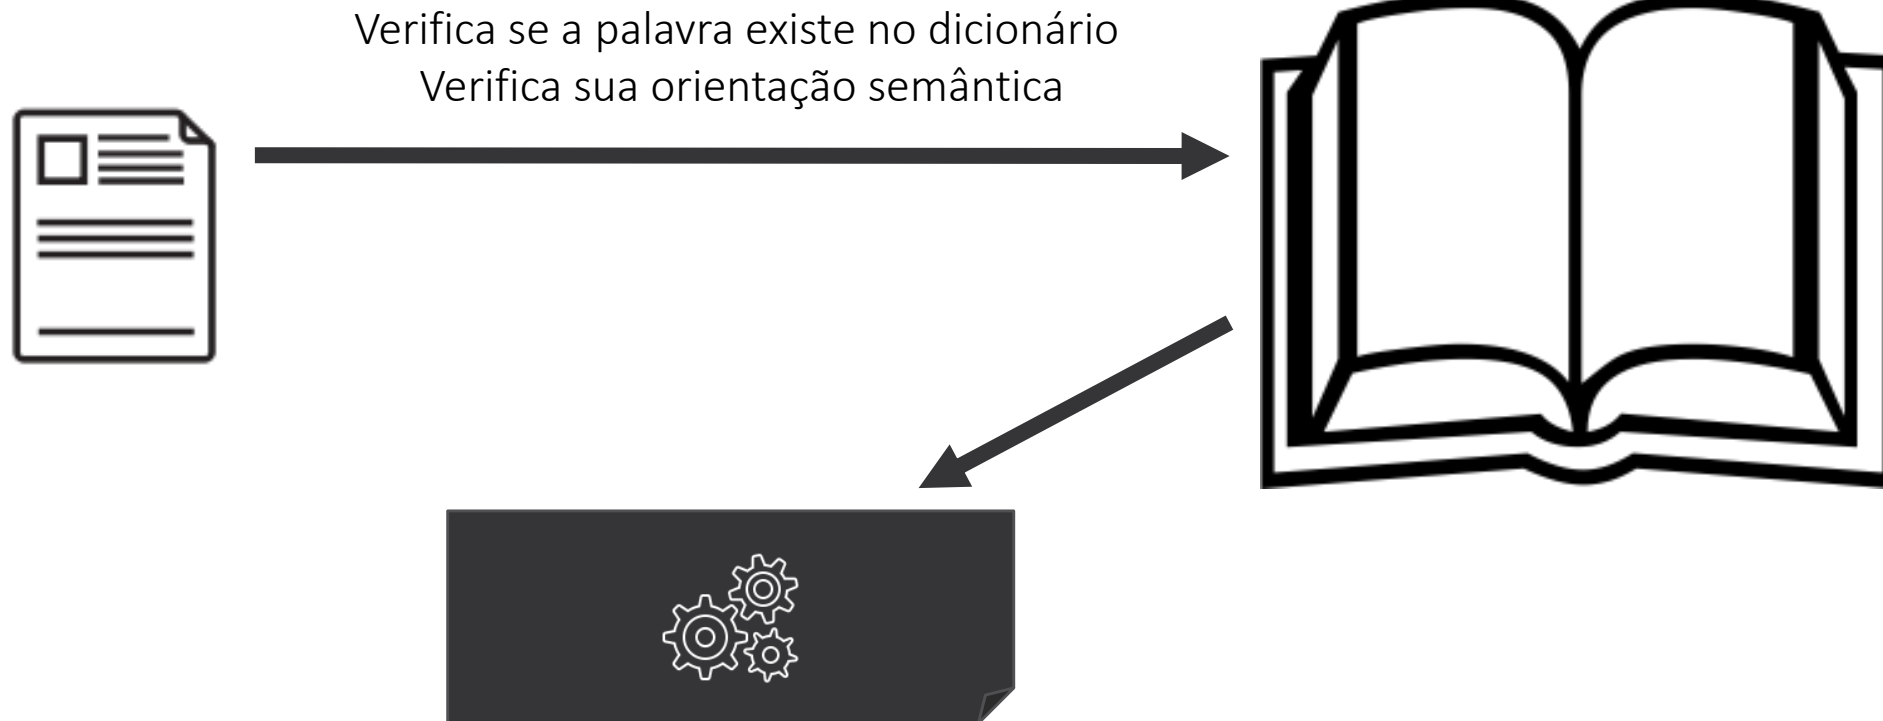 Verifica se a palavra existe no dicionário
Verifica sua orientação semântica